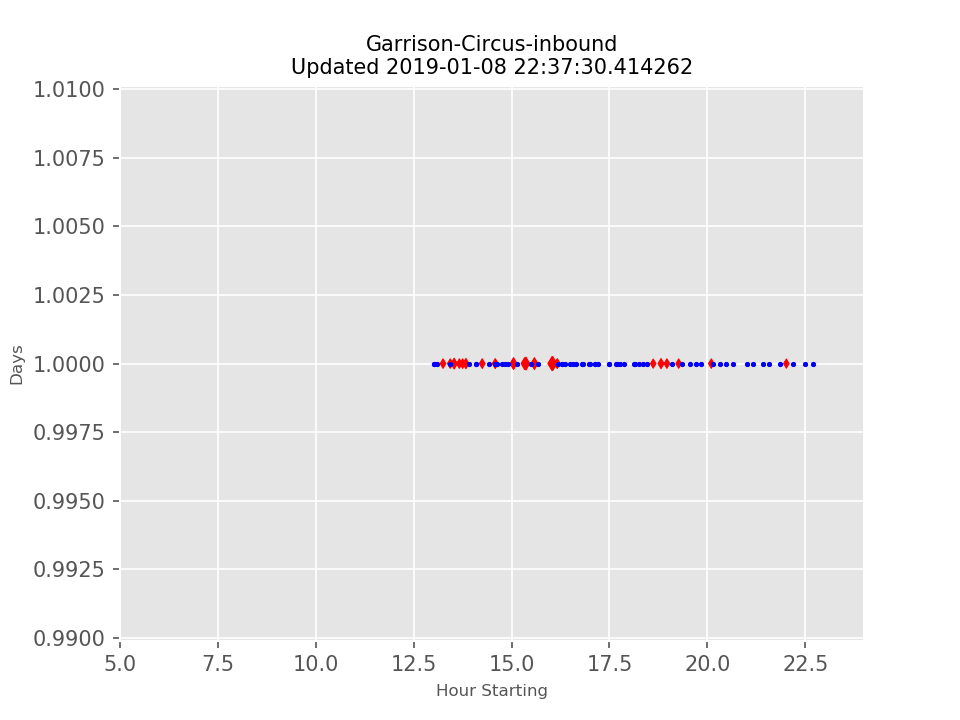 Garrison-Circus-inbound
Updated 2019-01-08 22:37:30.414262
1.0100
1.0075
1.0050
1.0025
1.0000
0.9975
0.9950
0.9925
0.9900
Days
5.0 7.5 10.0 12.5 15.0 17.5 20.0 22.5
Hour Starting